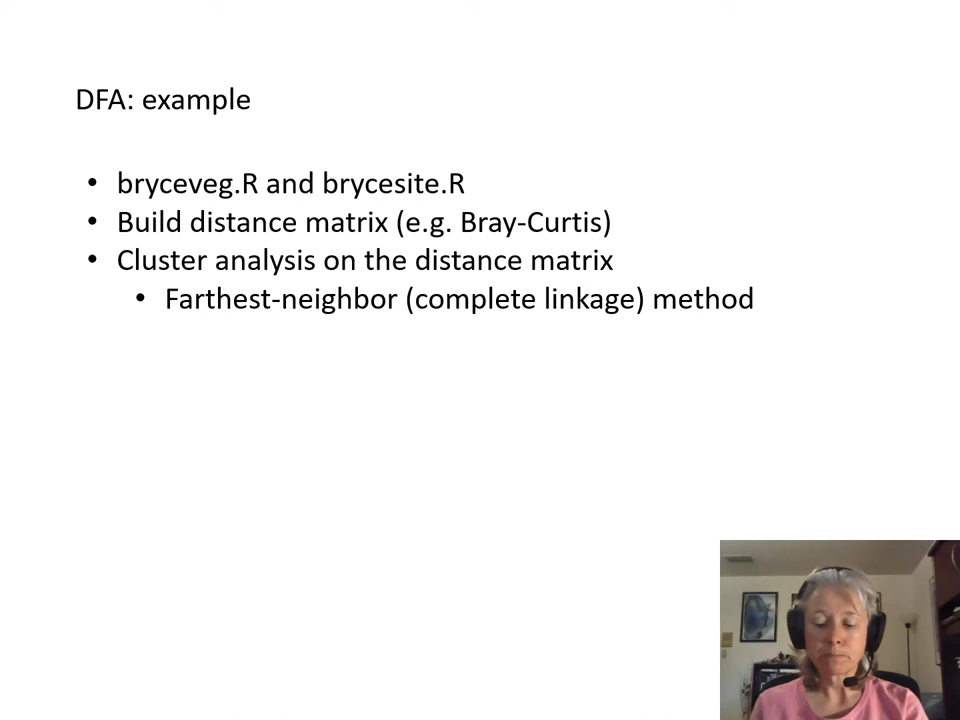 DFA: example
• bryceveg.R and brycesite.R
• Build distance matrix (e.g. Bray-Curtis)
• Cluster analysis on the distance matrix
• Farthest-neighbor (complete linkage) method